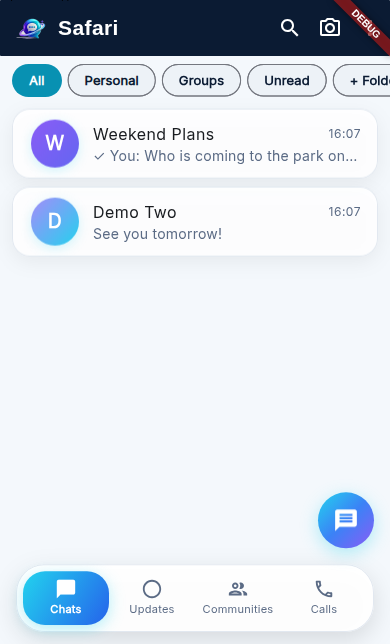 Safari
DEBUG
All
Personal
Groups
Unread
+ Folde
W
Weekend Plans
16:07
✓ You: Who is coming to the park on...
D
Demo Two
16:07
See you tomorrow!
Chats
Updates
Communities
Calls